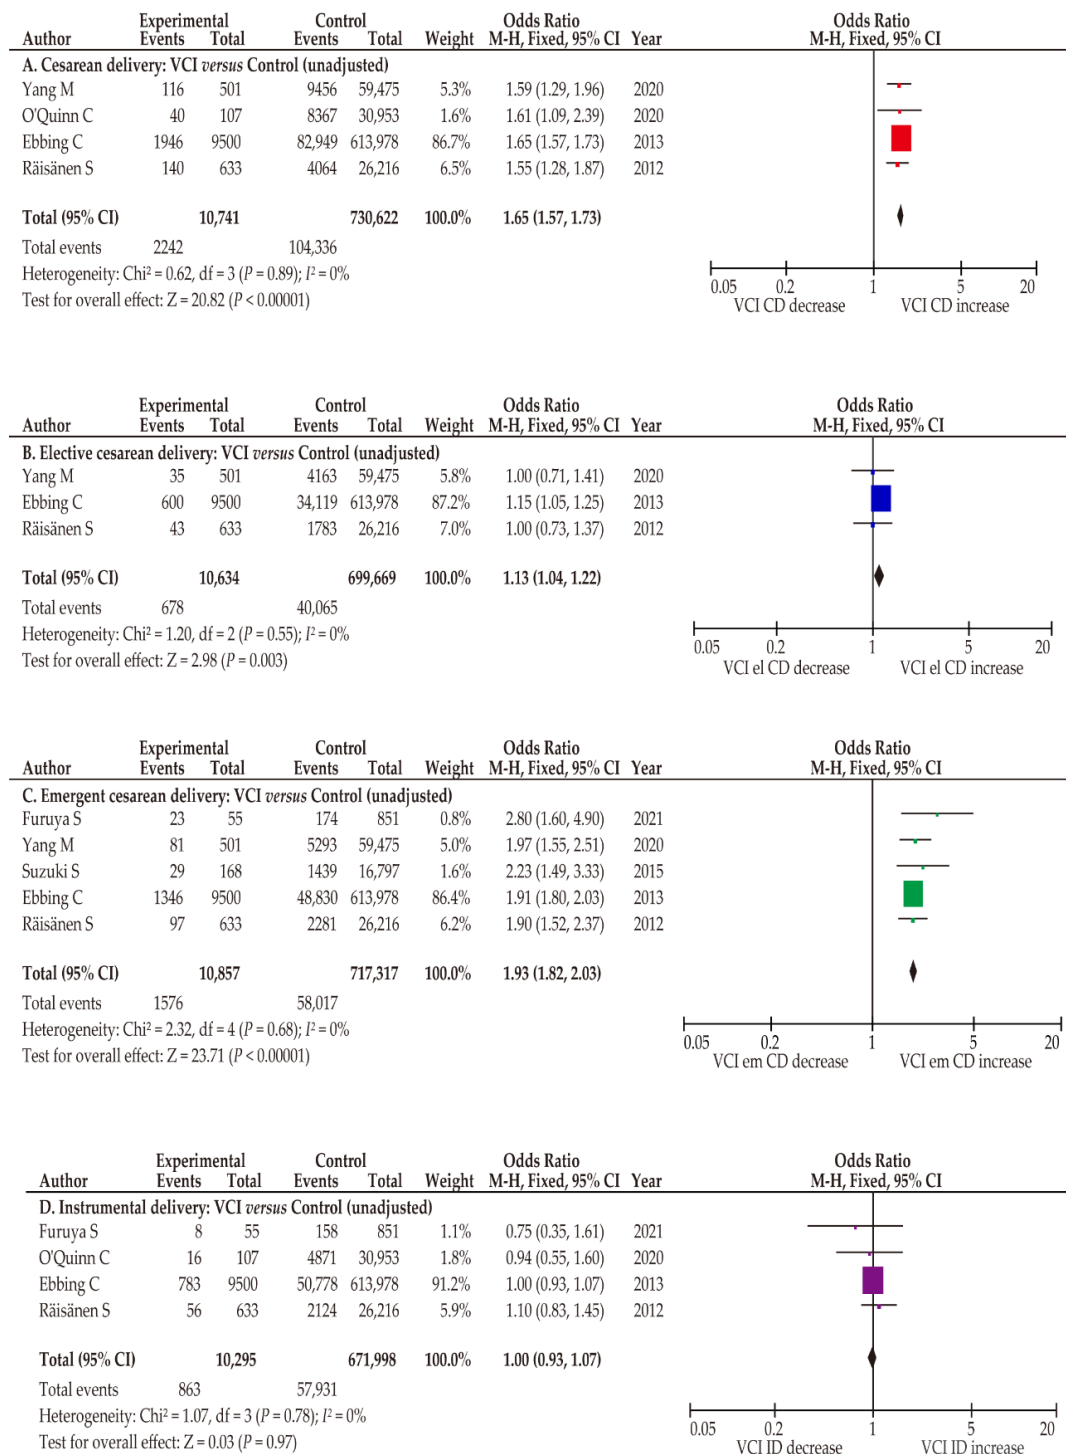 Experimental Control Odds Ratio Odds Ratio
Author Events Total Events Total Weight M-H, Fixed, 95% CI Year M-H, Fixed, 95% CI
A. Cesarean delivery: VCI versus Control (unadjusted)
Yang M 116 501 9456 59,475 5.3% 1.59 (1.29, 1.96) 2020
O'Quinn C 40 107 8367 30,953 1.6% 1.61 (1.09, 2.39) 2020
Ebbing C 1946 9500 82,949 613,978 86.7% 1.65 (1.57, 1.73) 2013
Räisänen S 140 633 4064 26,216 6.5% 1.55 (1.28, 1.87) 2012
Total (95% CI) 10,741 730,622 100.0% 1.65 (1.57, 1.73)
Total events 2242 104,336
Heterogeneity: Chi² = 0.62, df = 3 (P = 0.89); I² = 0%
Test for overall effect: Z = 20.82 (P < 0.00001)
0.05 0.2 1 5 20
VCI CD decrease VCI CD increase
Experimental Control Odds Ratio Odds Ratio
Author Events Total Events Total Weight M-H, Fixed, 95% CI Year M-H, Fixed, 95% CI
B. Elective cesarean delivery: VCI versus Control (unadjusted)
Yang M 35 501 4163 59,475 5.8% 1.00 (0.71, 1.41) 2020
Ebbing C 600 9500 34,119 613,978 87.2% 1.15 (1.05, 1.25) 2013
Räisänen S 43 633 1783 26,216 7.0% 1.00 (0.73, 1.37) 2012
Total (95% CI) 10,634 699,669 100.0% 1.13 (1.04, 1.22)
Total events 678 40,065
Heterogeneity: Chi² = 1.20, df = 2 (P = 0.55); I² = 0%
Test for overall effect: Z = 2.98 (P = 0.003)
0.05 0.2 1 5 20
VCI el CD decrease VCI el CD increase
Experimental Control Odds Ratio Odds Ratio
Author Events Total Events Total Weight M-H, Fixed, 95% CI Year M-H, Fixed, 95% CI
C. Emergent cesarean delivery: VCI versus Control (unadjusted)
Furuya S 23 55 174 851 0.8% 2.80 (1.60, 4.90) 2021
Yang M 81 501 5293 59,475 5.0% 1.97 (1.55, 2.51) 2020
Suzuki S 29 168 1439 16,797 1.6% 2.23 (1.49, 3.33) 2015
Ebbing C 1346 9500 48,830 613,978 86.4% 1.91 (1.80, 2.03) 2013
Räisänen S 97 633 2281 26,216 6.2% 1.90 (1.52, 2.37) 2012
Total (95% CI) 10,857 717,317 100.0% 1.93 (1.82, 2.03)
Total events 1576 58,017
Heterogeneity: Chi² = 2.32, df = 4 (P = 0.68); I² = 0%
Test for overall effect: Z = 23.71 (P < 0.00001)
0.05 0.2 1 5 20
VCI em CD decrease VCI em CD increase
Experimental Control Odds Ratio Odds Ratio
Author Events Total Events Total Weight M-H, Fixed, 95% CI Year M-H, Fixed, 95% CI
D. Instrumental delivery: VCI versus Control (unadjusted)
Furuya S 8 55 158 851 1.1% 0.75 (0.35, 1.61) 2021
O'Quinn C 16 107 4871 30,953 1.8% 0.94 (0.55, 1.60) 2020
Ebbing C 783 9500 50,778 613,978 91.2% 1.00 (0.93, 1.07) 2013
Räisänen S 56 633 2124 26,216 5.9% 1.10 (0.83, 1.45) 2012
Total (95% CI) 10,295 671,998 100.0% 1.00 (0.93, 1.07)
Total events 863 57,931
Heterogeneity: Chi² = 1.07, df = 3 (P = 0.78); I² = 0%
Test for overall effect: Z = 0.03 (P = 0.97)
0.05 0.2 1 5 20
VCI ID decrease VCI ID increase